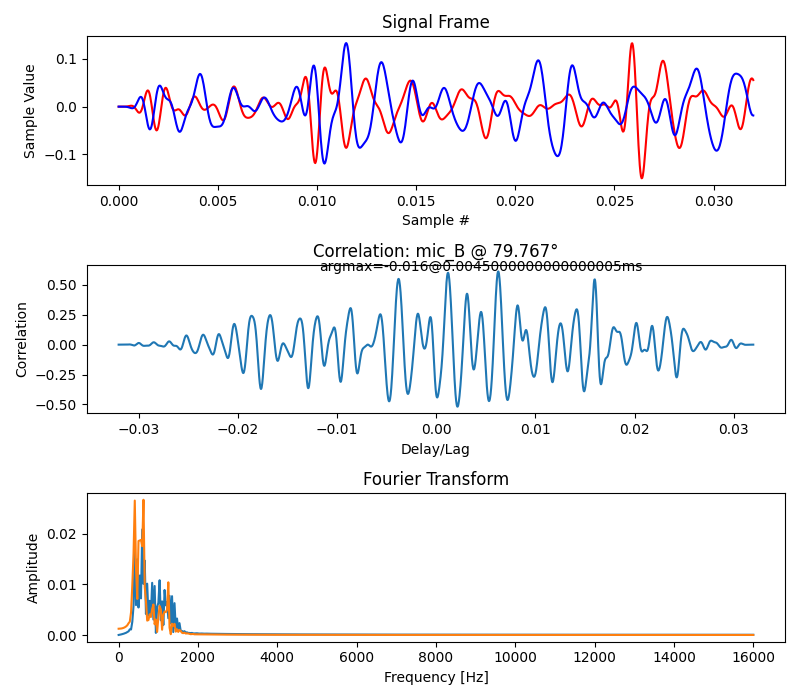 Signal Frame
0.1
0.0
−0.1
Sample Value
0.000 0.005 0.010 0.015 0.020 0.025 0.030
Sample #
Correlation: mic_B @ 79.767°
argmax=-0.016@0.0045000000000000005ms
0.50
0.25
0.00
−0.25
−0.50
Correlation
−0.03 −0.02 −0.01 0.00 0.01 0.02 0.03
Delay/Lag
Fourier Transform
0.02
0.01
0.00
Amplitude
0 2000 4000 6000 8000 10000 12000 14000 16000
Frequency [Hz]